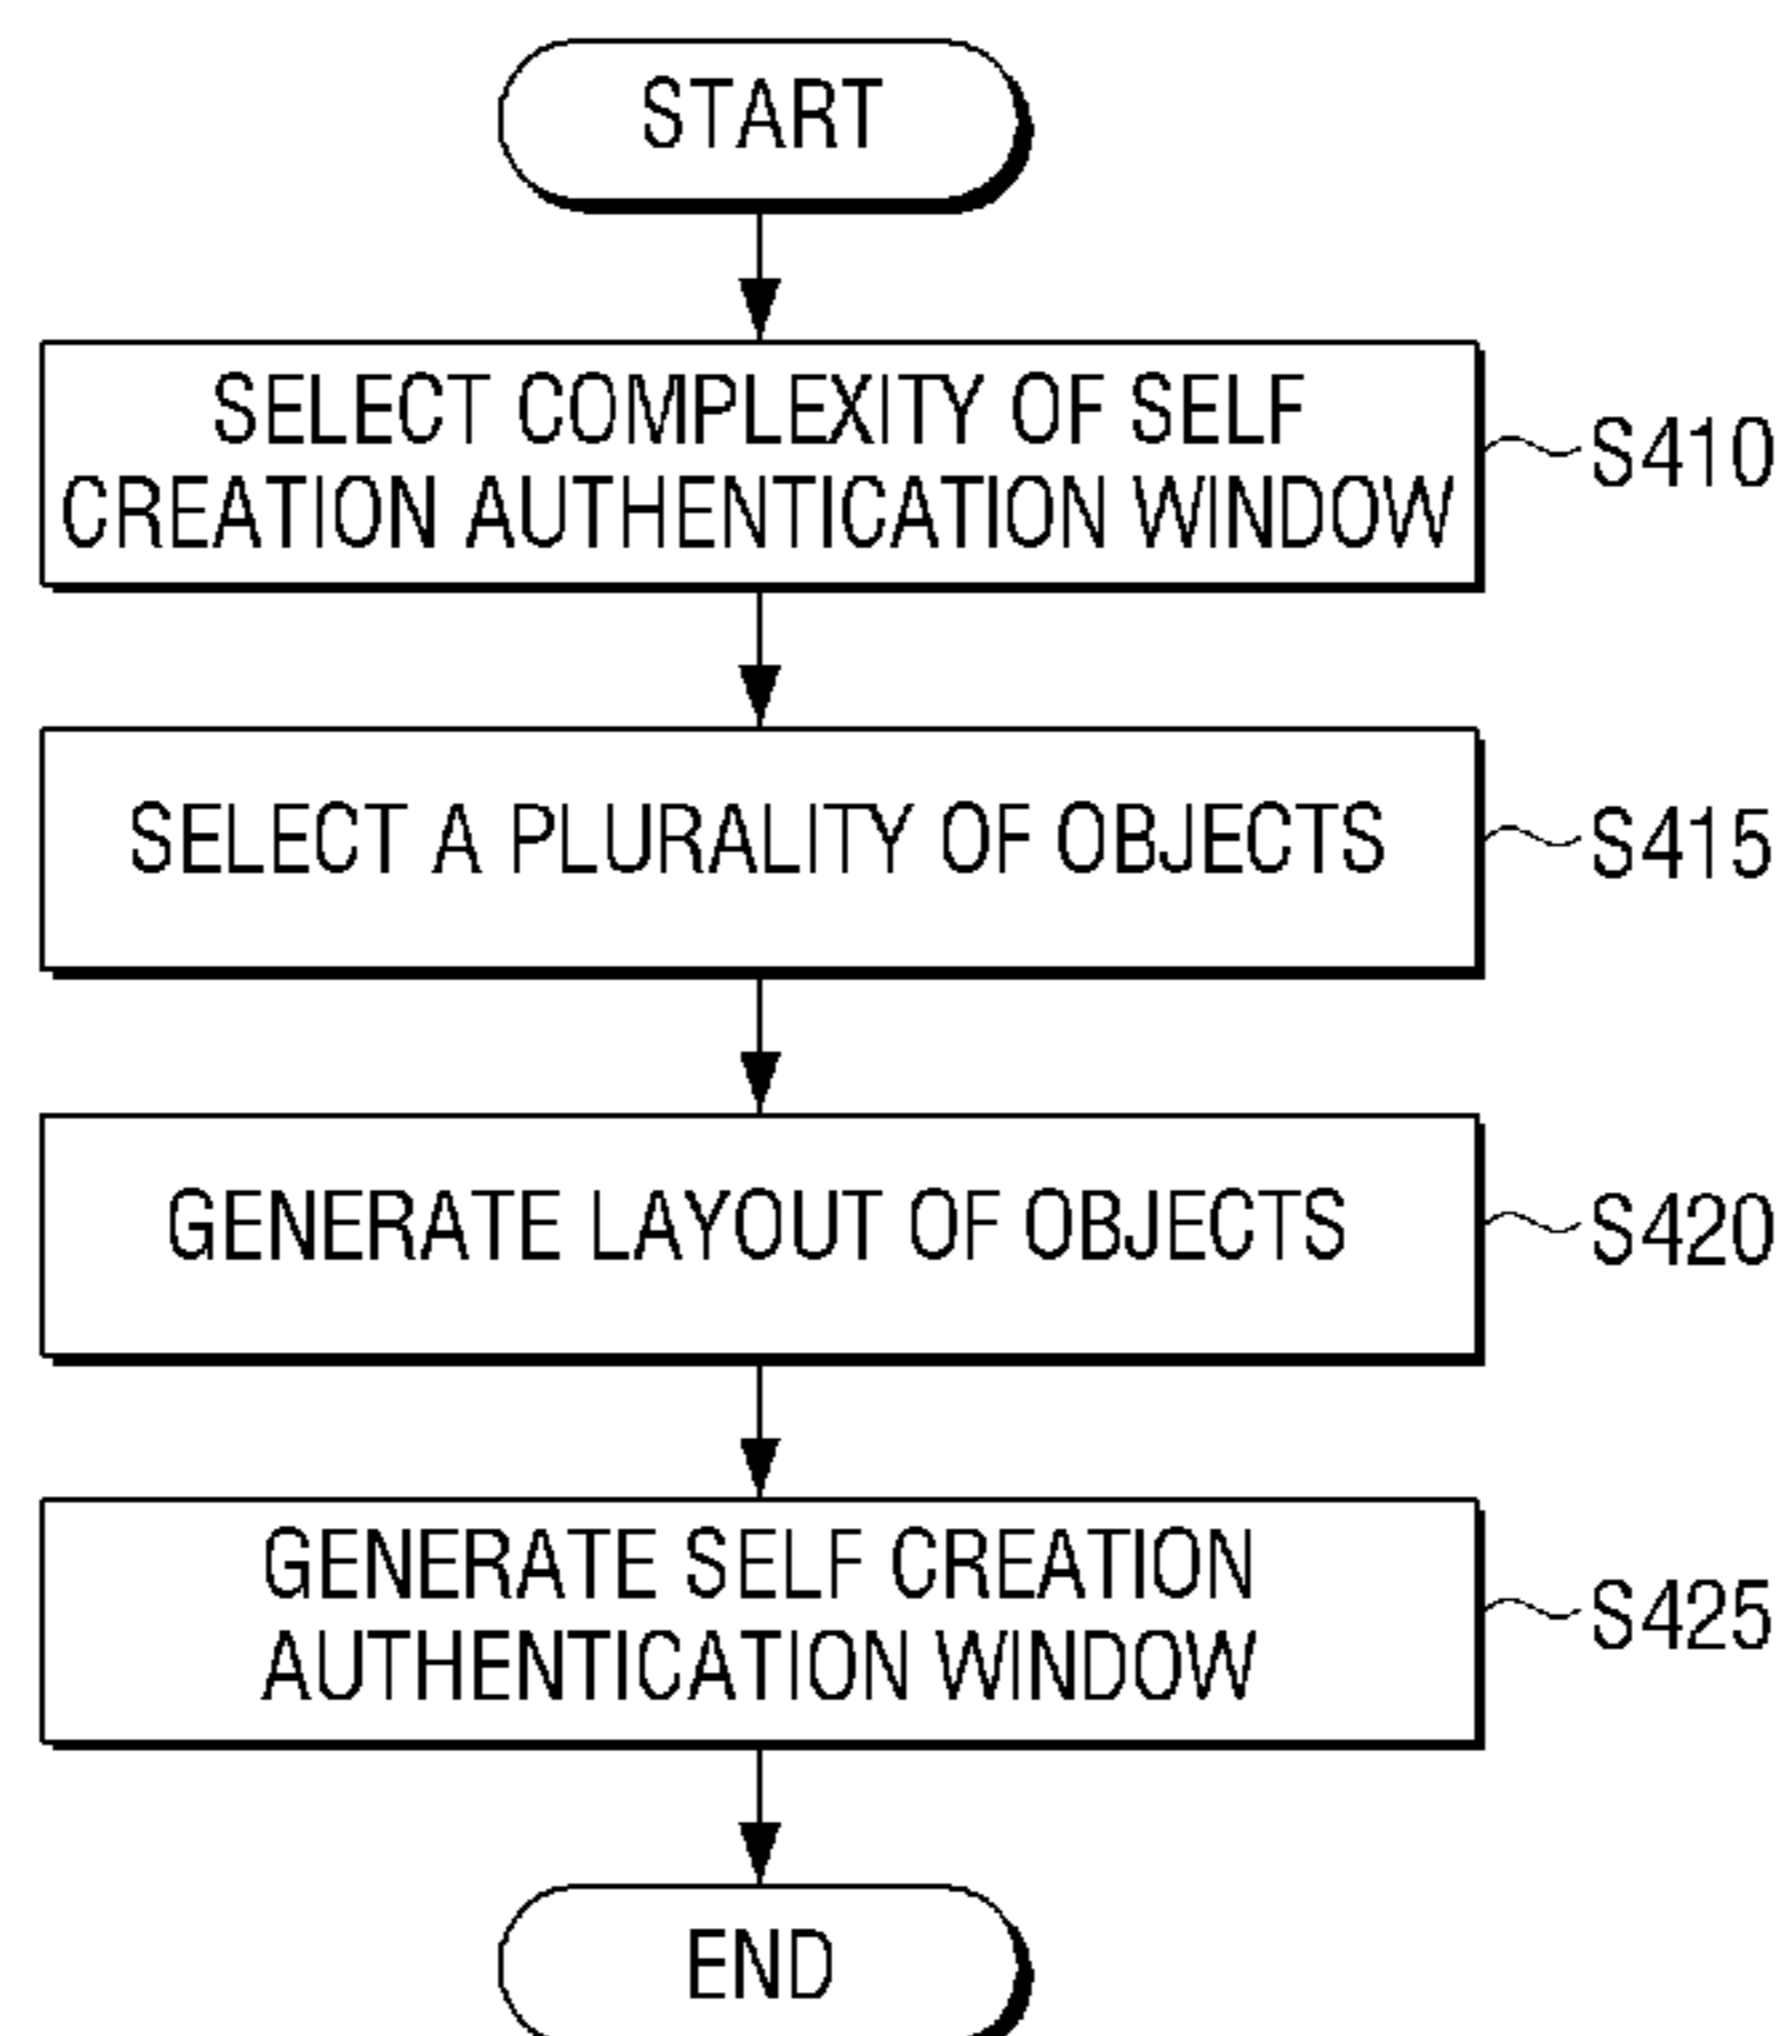 START
SELECT COMPLEXITY OF SELF
CREATION AUTHENTICATION WINDOW
S410
SELECT A PLURALITY OF OBJECTS
S415
GENERATE LAYOUT OF OBJECTS
S420
GENERATE SELF CREATION
AUTHENTICATION WINDOW
S425
END